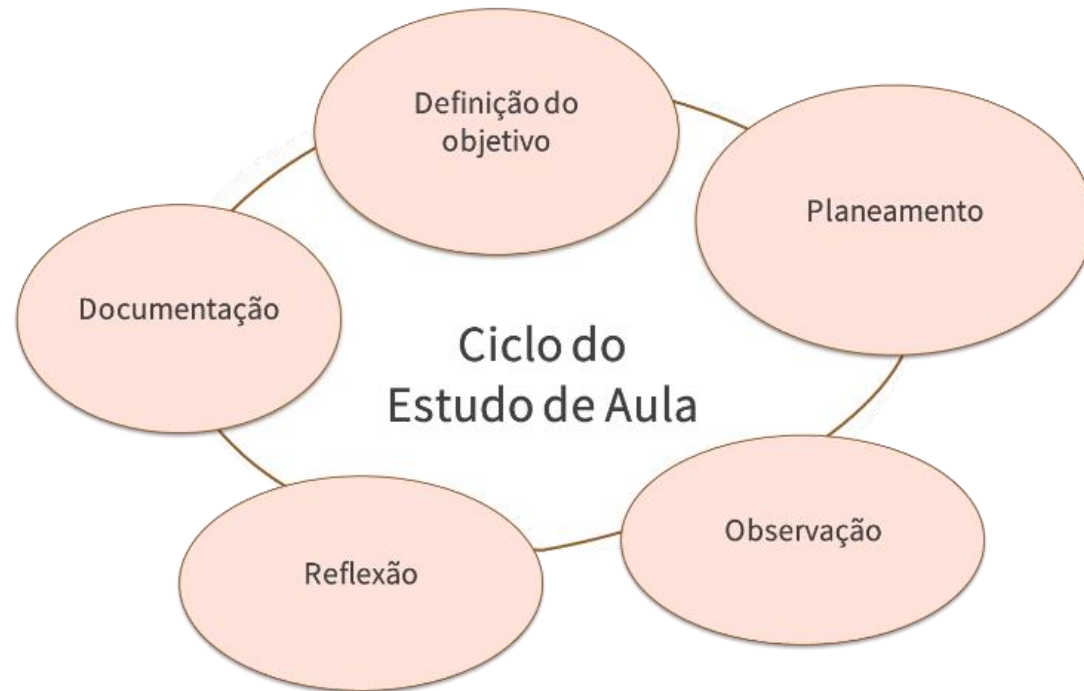 Definição do
objetivo
Planeamento
Documentação
Ciclo do
Estudo de Aula
Observação
Reflexão